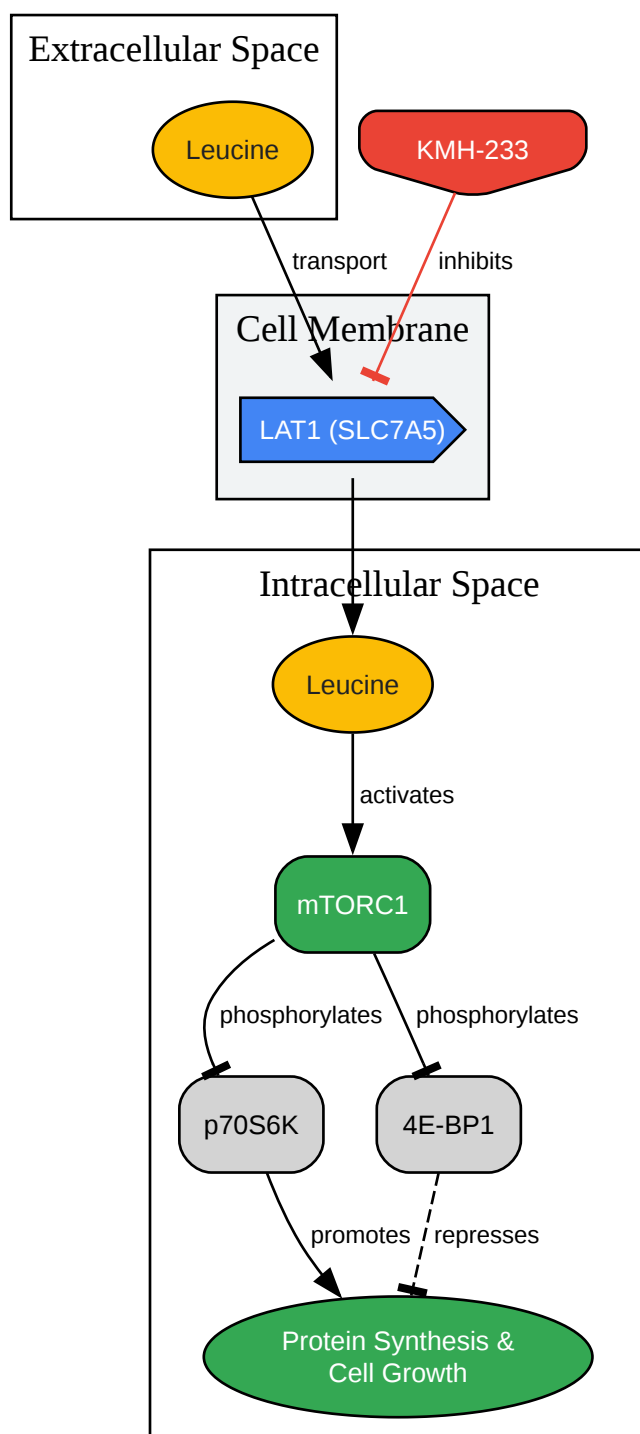 Extracellular Space
Leucine
KMH-233
transport
inhibits
Cell Membrane
LAT1 (SLC7A5)
Intracellular Space
Leucine
activates
mTORC1
phosphorylates
phosphorylates
p70S6K
4E-BP1
promotes
represses
Protein Synthesis &
Cell Growth